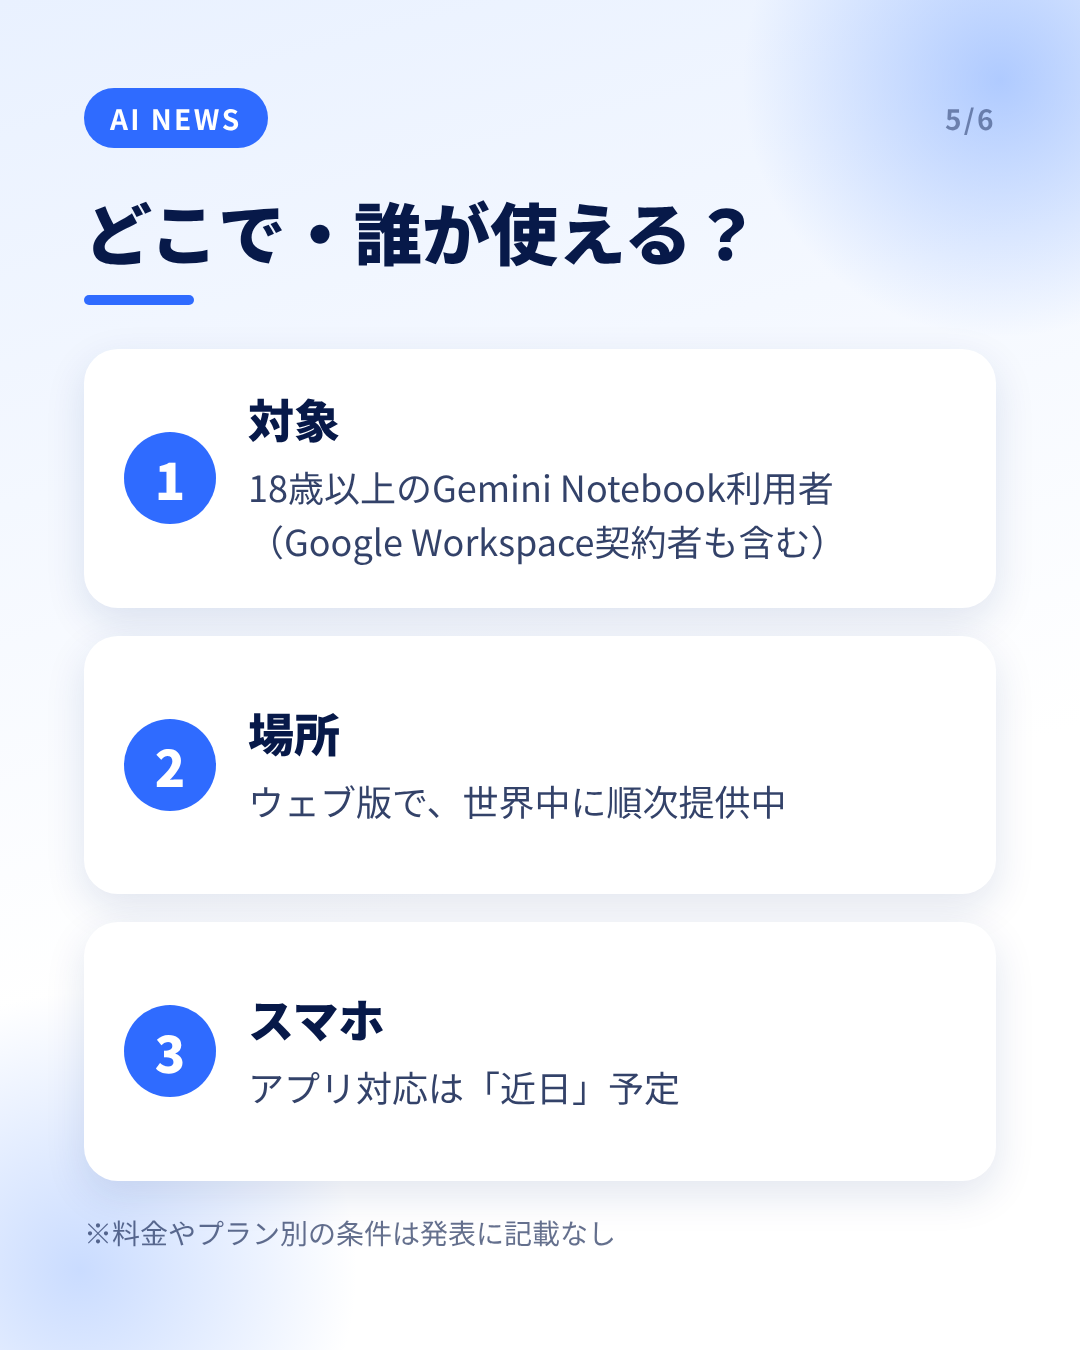 AI NEWS
5/6
どこで・誰が使える？
1
対象
18歳以上のGemini Notebook利用者
（Google Workspace契約者も含む）
2
場所
ウェブ版で、世界中に順次提供中
3
スマホ
アプリ対応は「近日」予定
※料金やプラン別の条件は発表に記載なし